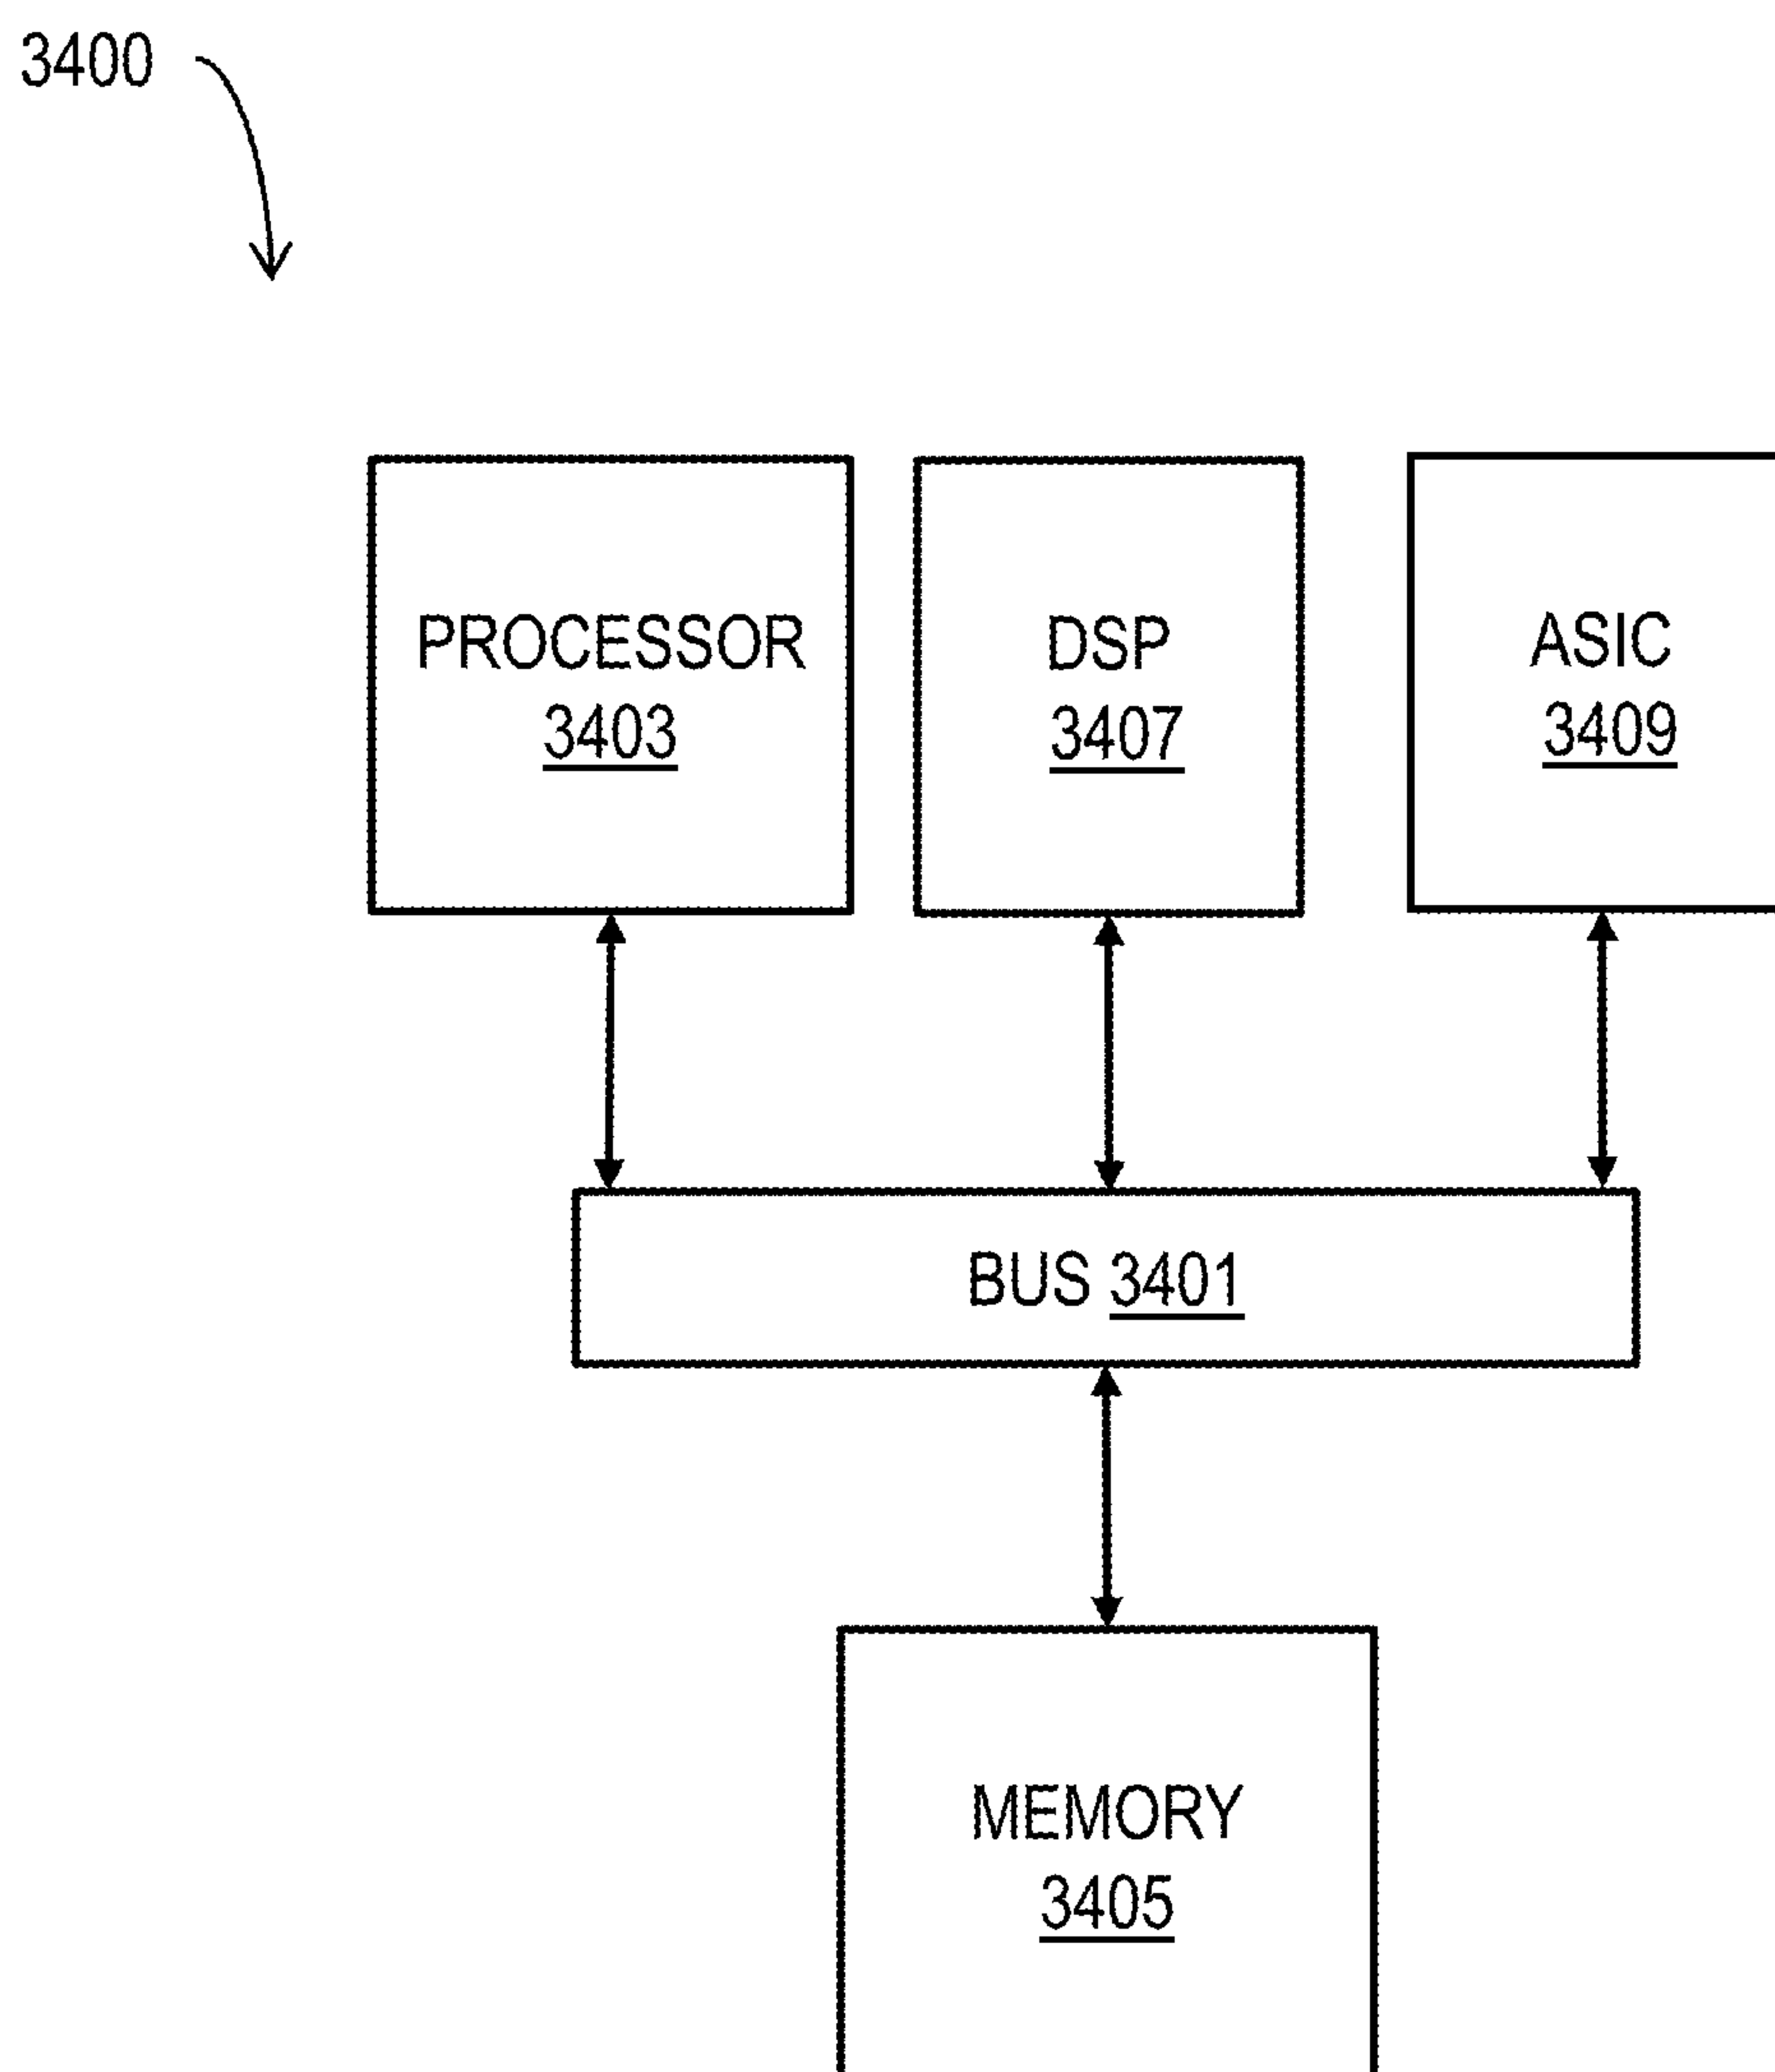 3400
PROCESSOR
3403
DSP
3407
ASIC
3409
BUS 3401
MEMORY
3405